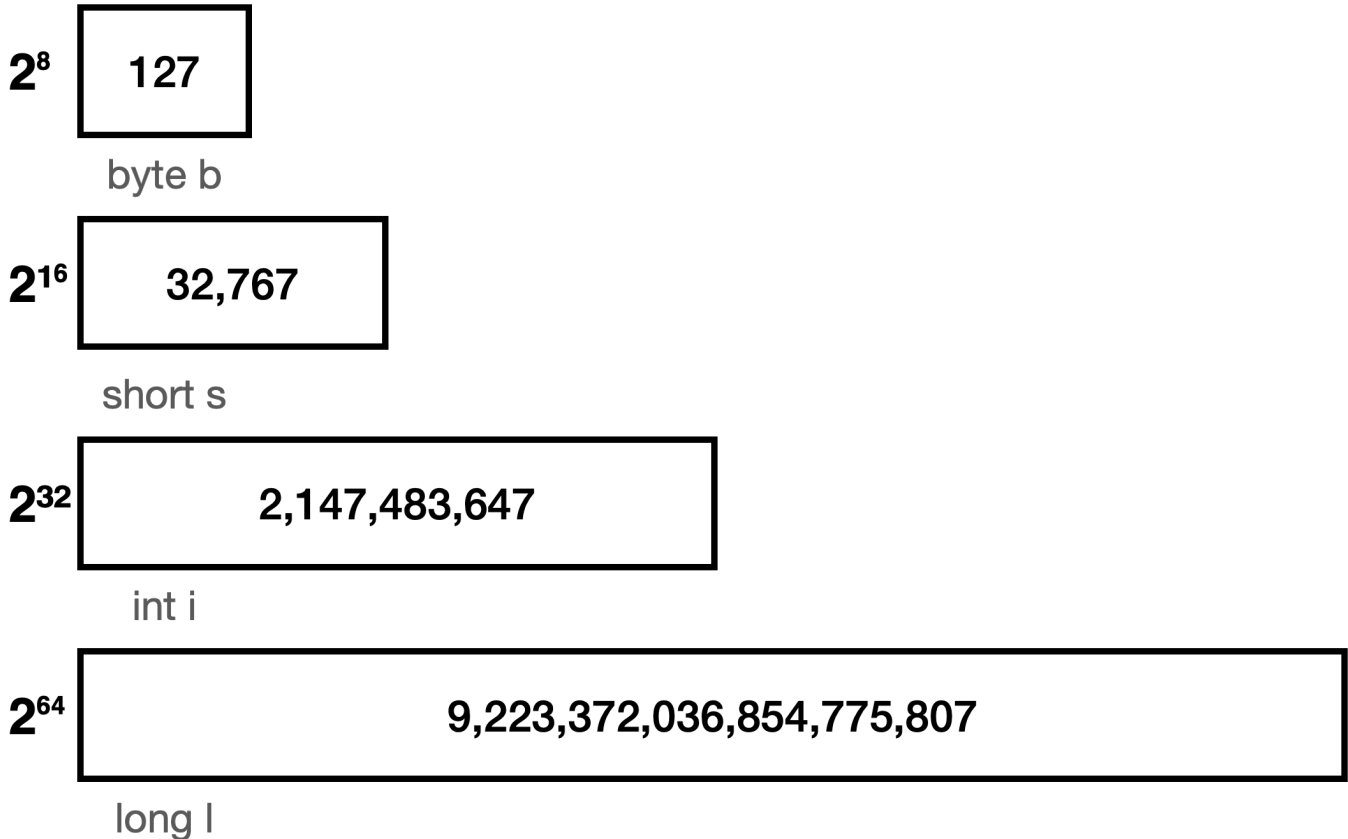 2⁸ 127
byte b
2¹⁶ 32,767
short s
2³² 2,147,483,647
int i
2⁶⁴ 9,223,372,036,854,775,807
long l